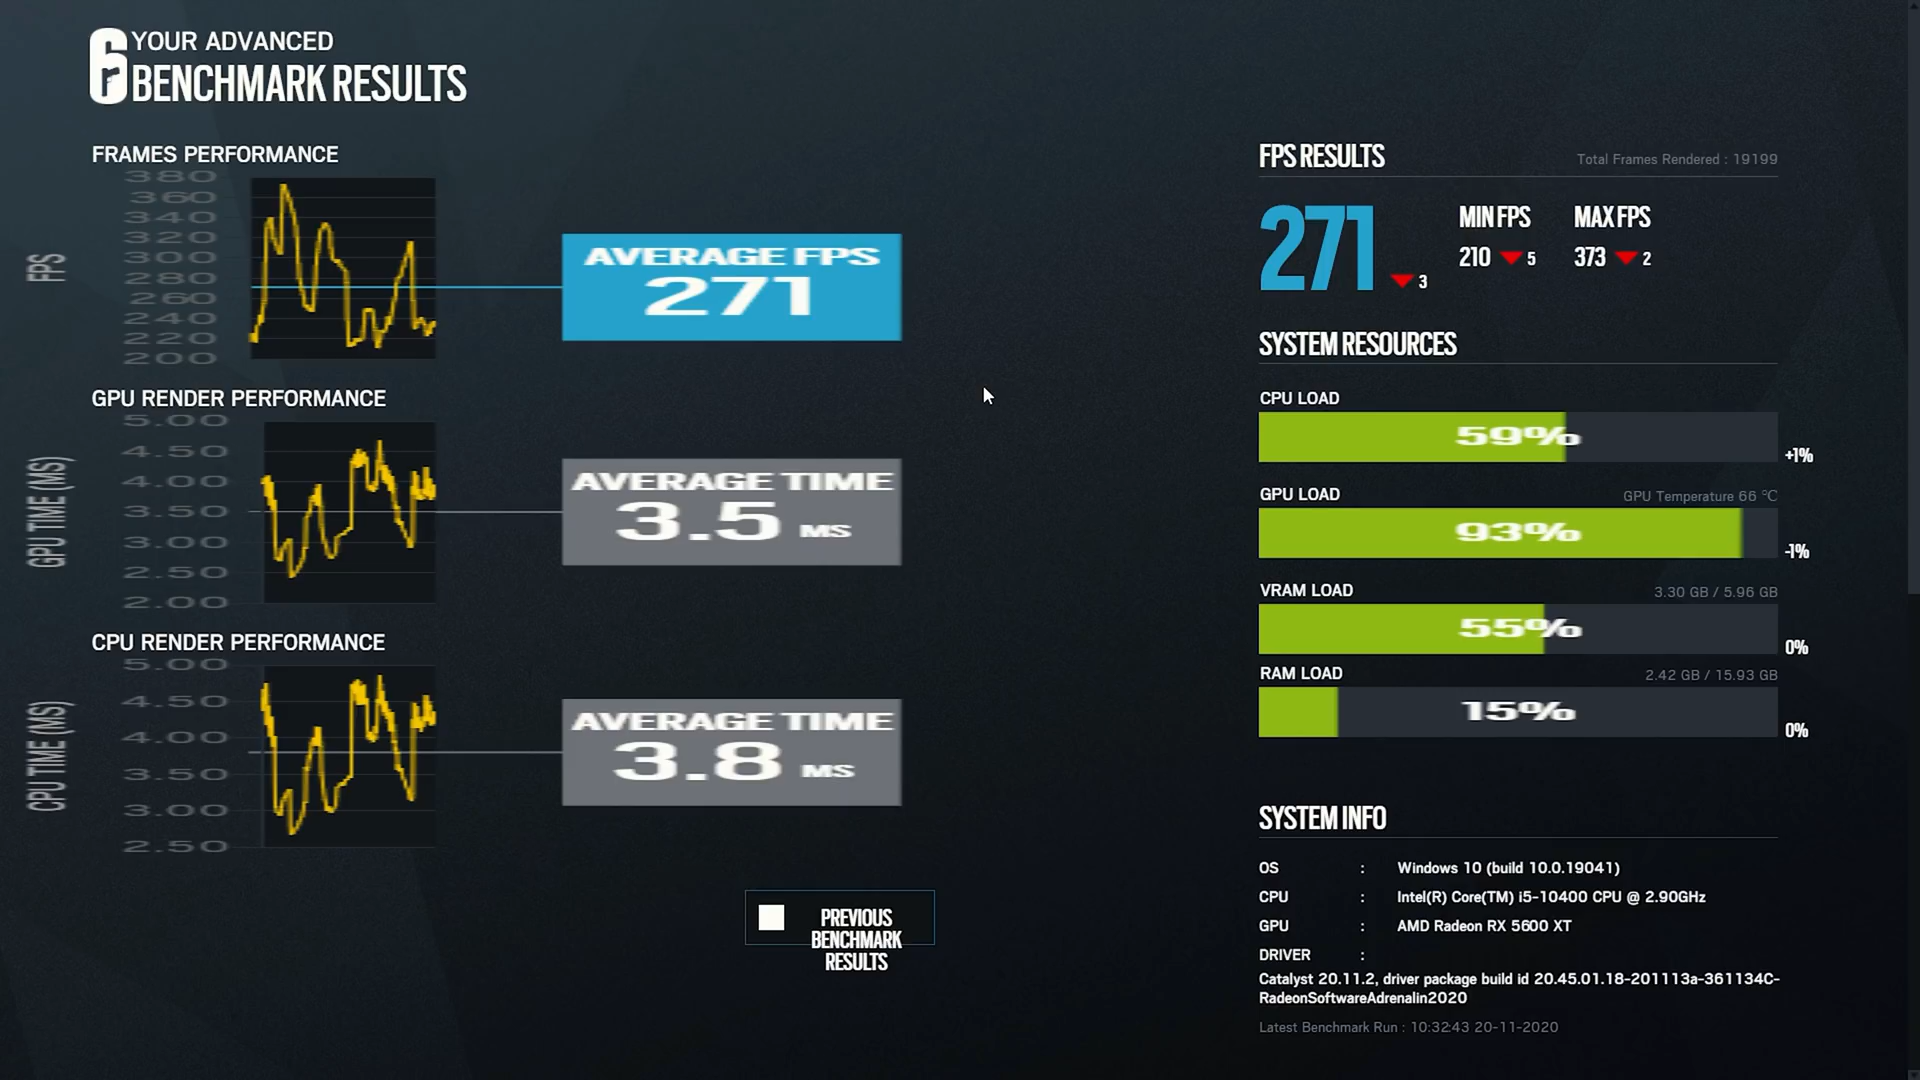 6
YOUR ADVANCED
BENCHMARK RESULTS
FRAMES PERFORMANCE
FPS
380
360
340
320
300
280
260
240
220
200
AVERAGE FPS
271
GPU RENDER PERFORMANCE
GPU TIME (MS)
5.00
4.50
4.00
3.50
3.00
2.50
2.00
AVERAGE TIME
3.5 MS
CPU RENDER PERFORMANCE
CPU TIME (MS)
5.00
4.50
4.00
3.50
3.00
2.50
AVERAGE TIME
3.8 MS
PREVIOUS
BENCHMARK
RESULTS
FPS RESULTS
Total Frames Rendered : 19199
271 3
MIN FPS
210 5
MAX FPS
373 2
SYSTEM RESOURCES
CPU LOAD
59%
+1%
GPU LOAD
GPU Temperature 66 °C
93%
-1%
VRAM LOAD
3.30 GB / 5.96 GB
55%
0%
RAM LOAD
2.42 GB / 15.93 GB
15%
0%
SYSTEM INFO
OS : Windows 10 (build 10.0.19041)
CPU : Intel(R) Core(TM) i5-10400 CPU @ 2.90GHz
GPU : AMD Radeon RX 5600 XT
DRIVER :
Catalyst 20.11.2, driver package build id 20.45.01.18-201113a-361134C-
RadeonSoftwareAdrenalin2020
Latest Benchmark Run : 10:32:43 20-11-2020